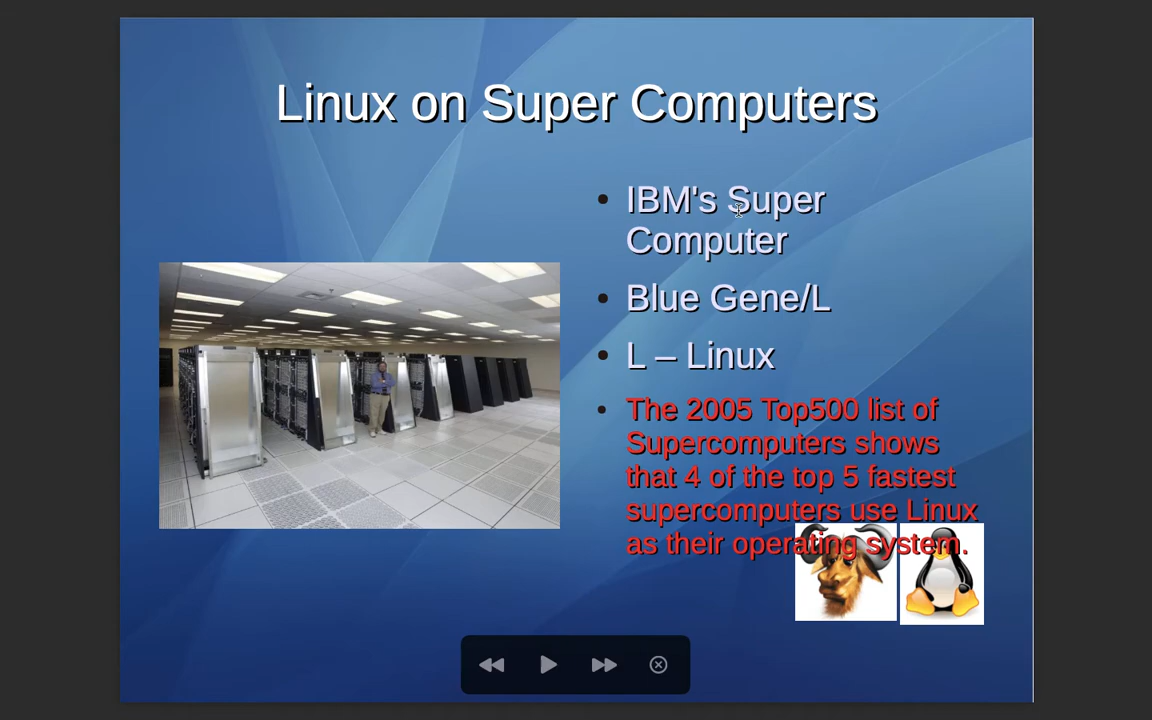 Linux on Super Computers
IBM's Super
Computer
Blue Gene/L
L – Linux
The 2005 Top500 list of
Supercomputers shows
that 4 of the top 5 fastest
supercomputers use Linux
as their operating system.